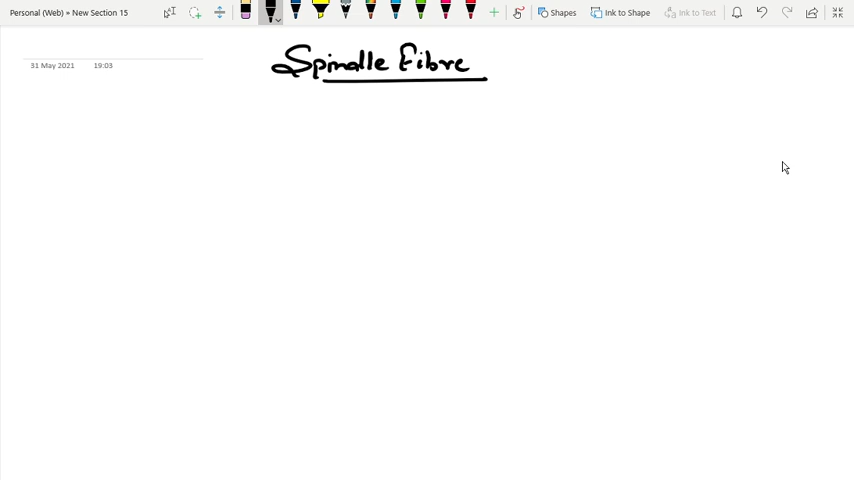 Personal (Web) » New Section 15
Shapes
Ink to Shape
Ink to Text
Spindle Fibre
31 May 2021 19:03